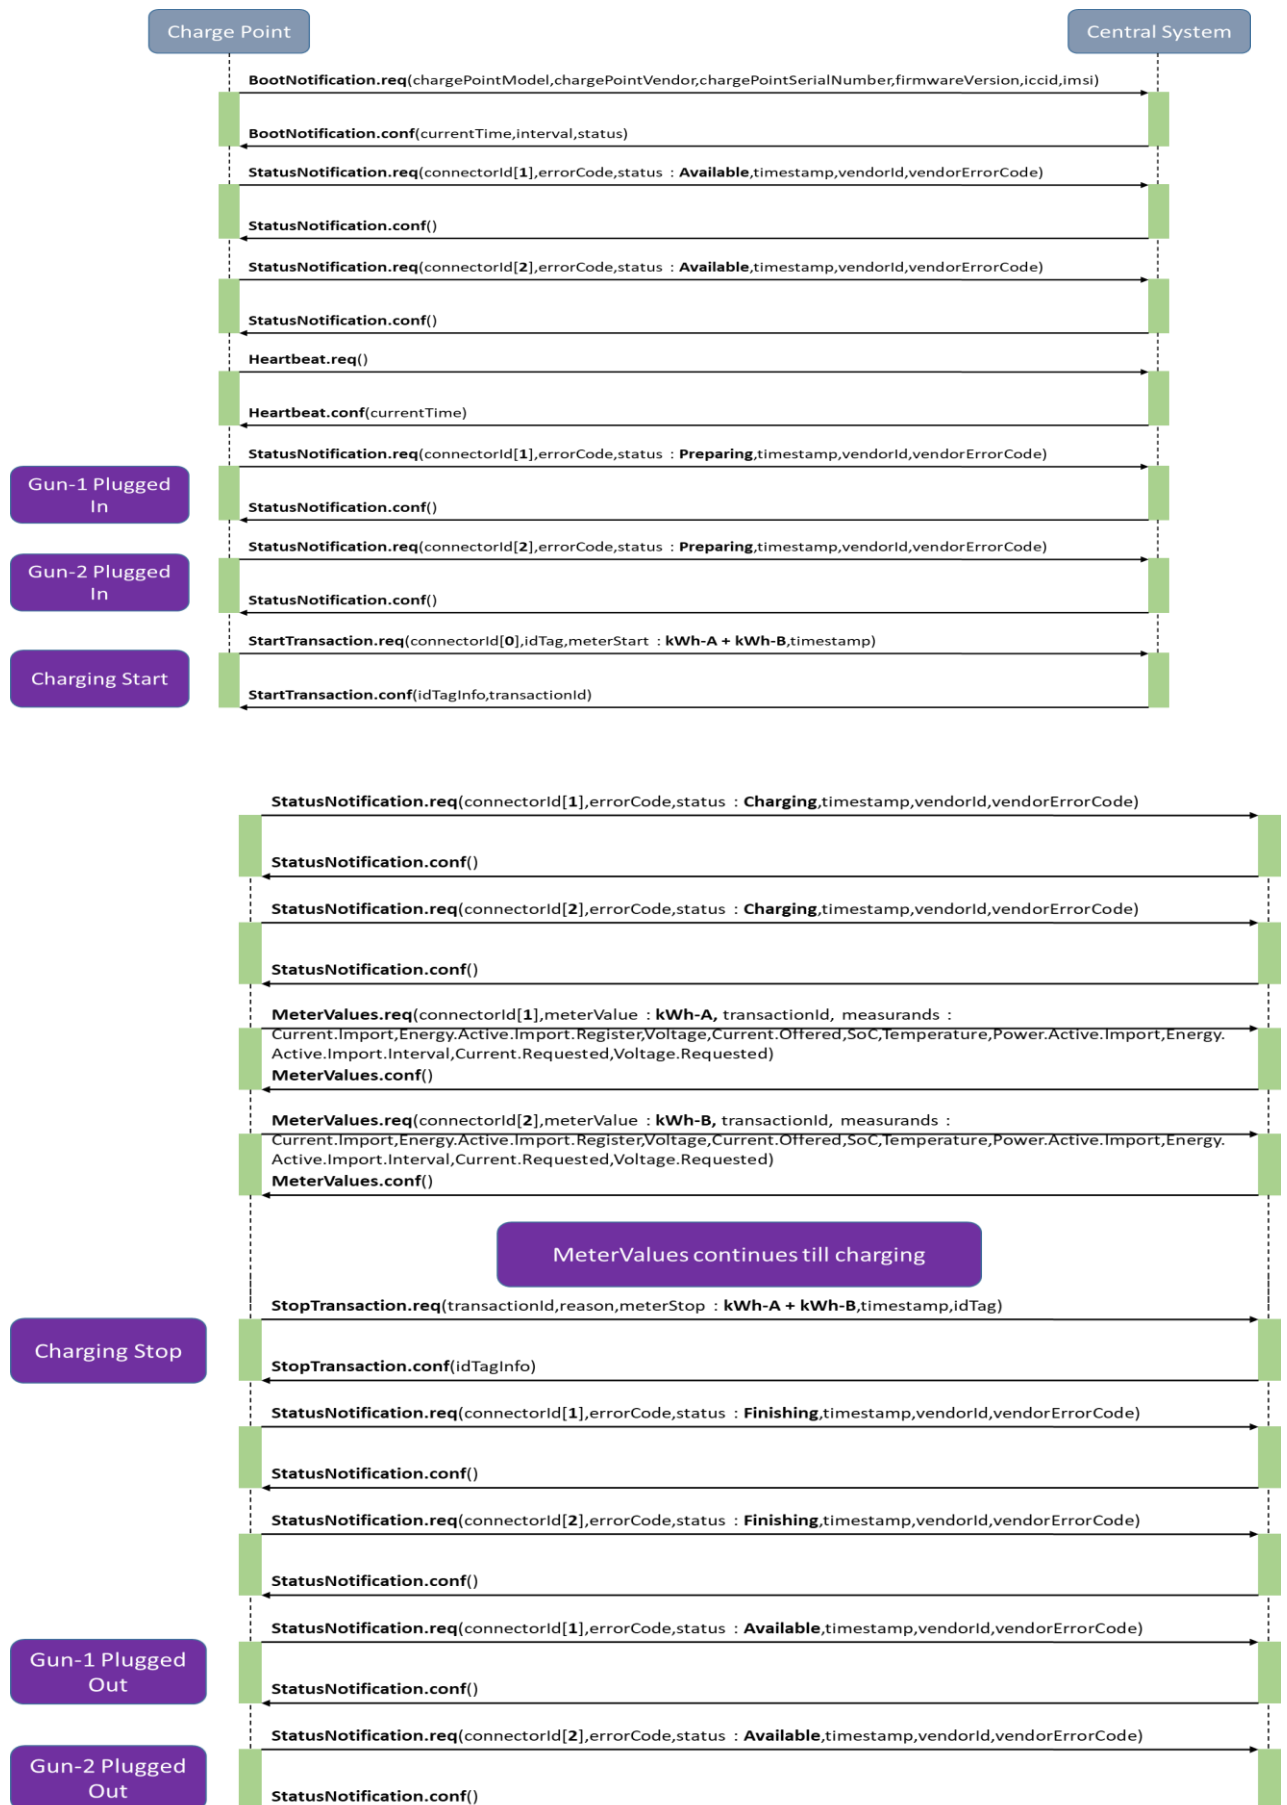 Charge Point
Central System
BootNotification.req(chargePointModel,chargePointVendor,chargePointSerialNumber,firmwareVersion,iccid,imsi)
BootNotification.conf(currentTime,interval,status)
StatusNotification.req(connectorId[1],errorCode,status : Available,timestamp,vendorId,vendorErrorCode)
StatusNotification.conf()
StatusNotification.req(connectorId[2],errorCode,status : Available,timestamp,vendorId,vendorErrorCode)
StatusNotification.conf()
Heartbeat.req()
Heartbeat.conf(currentTime)
StatusNotification.req(connectorId[1],errorCode,status : Preparing,timestamp,vendorId,vendorErrorCode)
Gun-1 Plugged
In
StatusNotification.conf()
StatusNotification.req(connectorId[2],errorCode,status : Preparing,timestamp,vendorId,vendorErrorCode)
Gun-2 Plugged
In
StatusNotification.conf()
StartTransaction.req(connectorId[0],idTag,meterStart : kWh-A + kWh-B,timestamp)
Charging Start
StartTransaction.conf(idTagInfo,transactionId)
StatusNotification.req(connectorId[1],errorCode,status : Charging,timestamp,vendorId,vendorErrorCode)
StatusNotification.conf()
StatusNotification.req(connectorId[2],errorCode,status : Charging,timestamp,vendorId,vendorErrorCode)
StatusNotification.conf()
MeterValues.req(connectorId[1],meterValue : kWh-A, transactionId, measurands :
Current.Import,Energy.Active.Import.Register,Voltage,Current.Offered,SoC,Temperature,Power.Active.Import,Energy.
Active.Import.Interval,Current.Requested,Voltage.Requested)
MeterValues.conf()
MeterValues.req(connectorId[2],meterValue : kWh-B, transactionId, measurands :
Current.Import,Energy.Active.Import.Register,Voltage,Current.Offered,SoC,Temperature,Power.Active.Import,Energy.
Active.Import.Interval,Current.Requested,Voltage.Requested)
MeterValues.conf()
MeterValues continues till charging
StopTransaction.req(transactionId,reason,meterStop : kWh-A + kWh-B,timestamp,idTag)
Charging Stop
StopTransaction.conf(idTagInfo)
StatusNotification.req(connectorId[1],errorCode,status : Finishing,timestamp,vendorId,vendorErrorCode)
StatusNotification.conf()
StatusNotification.req(connectorId[2],errorCode,status : Finishing,timestamp,vendorId,vendorErrorCode)
StatusNotification.conf()
StatusNotification.req(connectorId[1],errorCode,status : Available,timestamp,vendorId,vendorErrorCode)
Gun-1 Plugged
Out
StatusNotification.conf()
StatusNotification.req(connectorId[2],errorCode,status : Available,timestamp,vendorId,vendorErrorCode)
Gun-2 Plugged
Out
StatusNotification.conf()